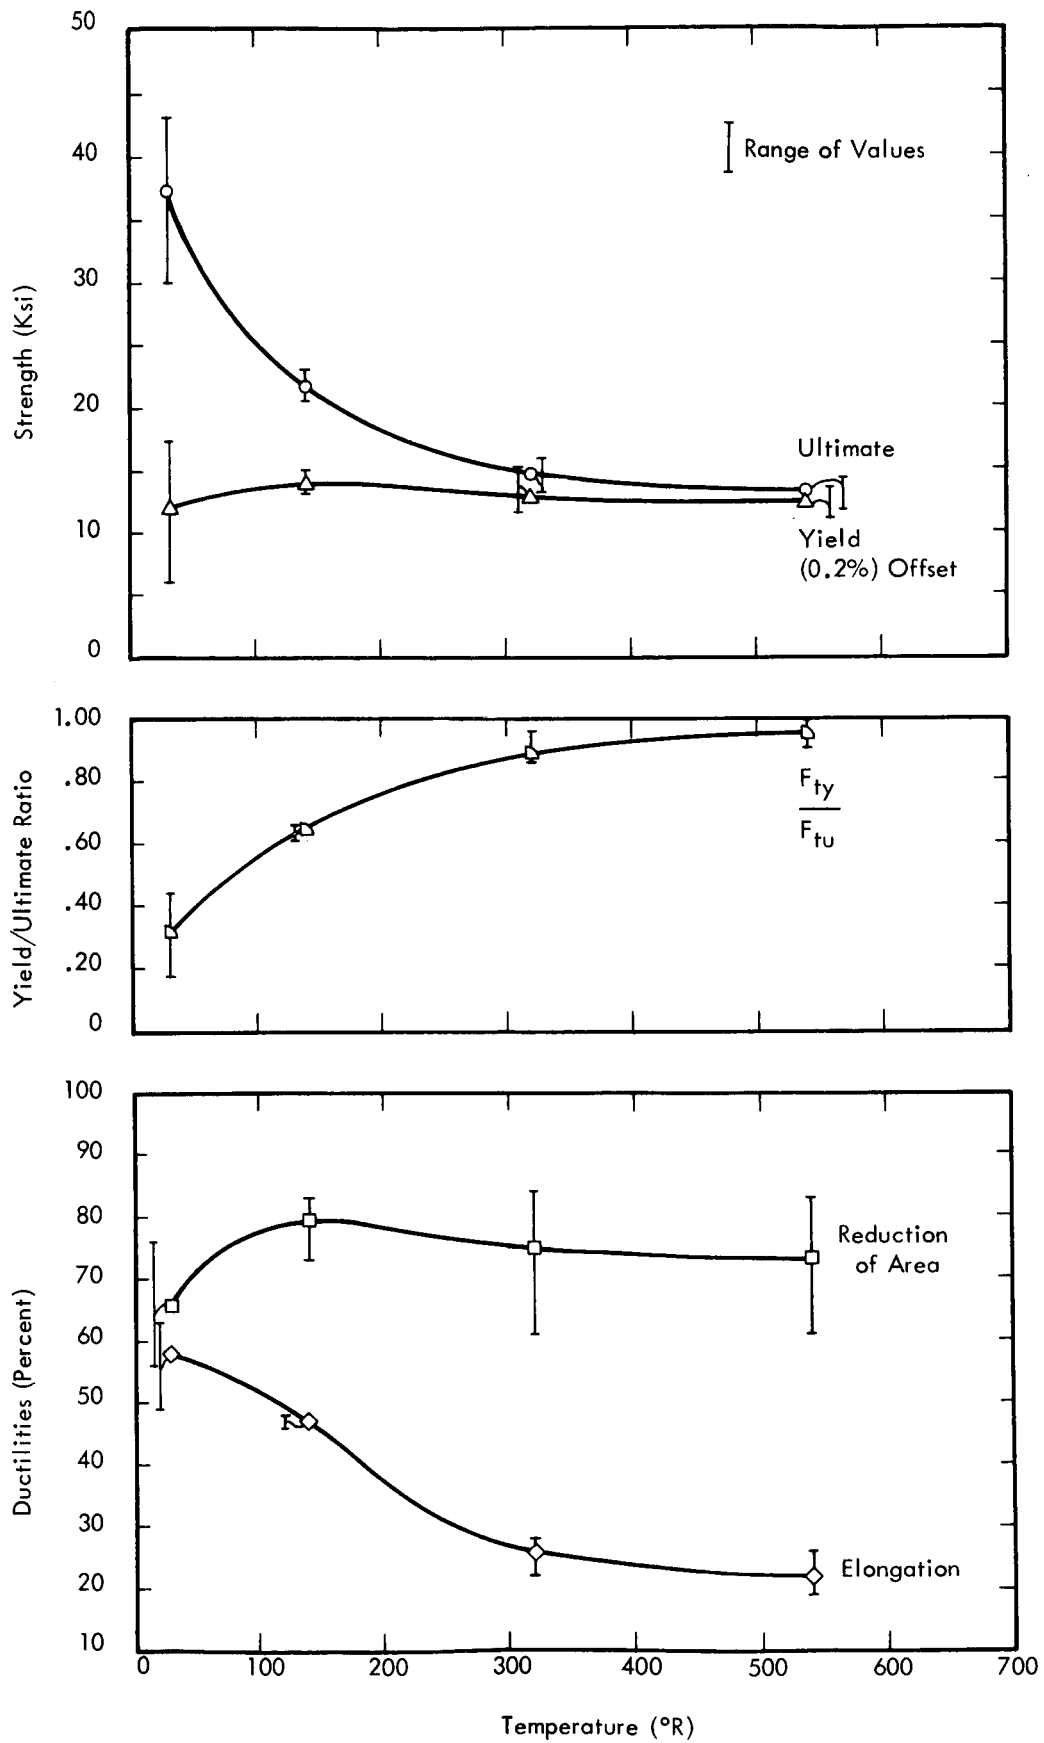 50
40
30
20
10
0
Strength (Ksi)
Range of Values
Ultimate
Yield
(0.2%) Offset
1.00
.80
.60
.40
.20
0
Yield/Ultimate Ratio
Fty
Ftu
100
90
80
70
60
50
40
30
20
10
Ductilities (Percent)
Reduction
of Area
Elongation
0 100 200 300 400 500 600 700
Temperature (°R)